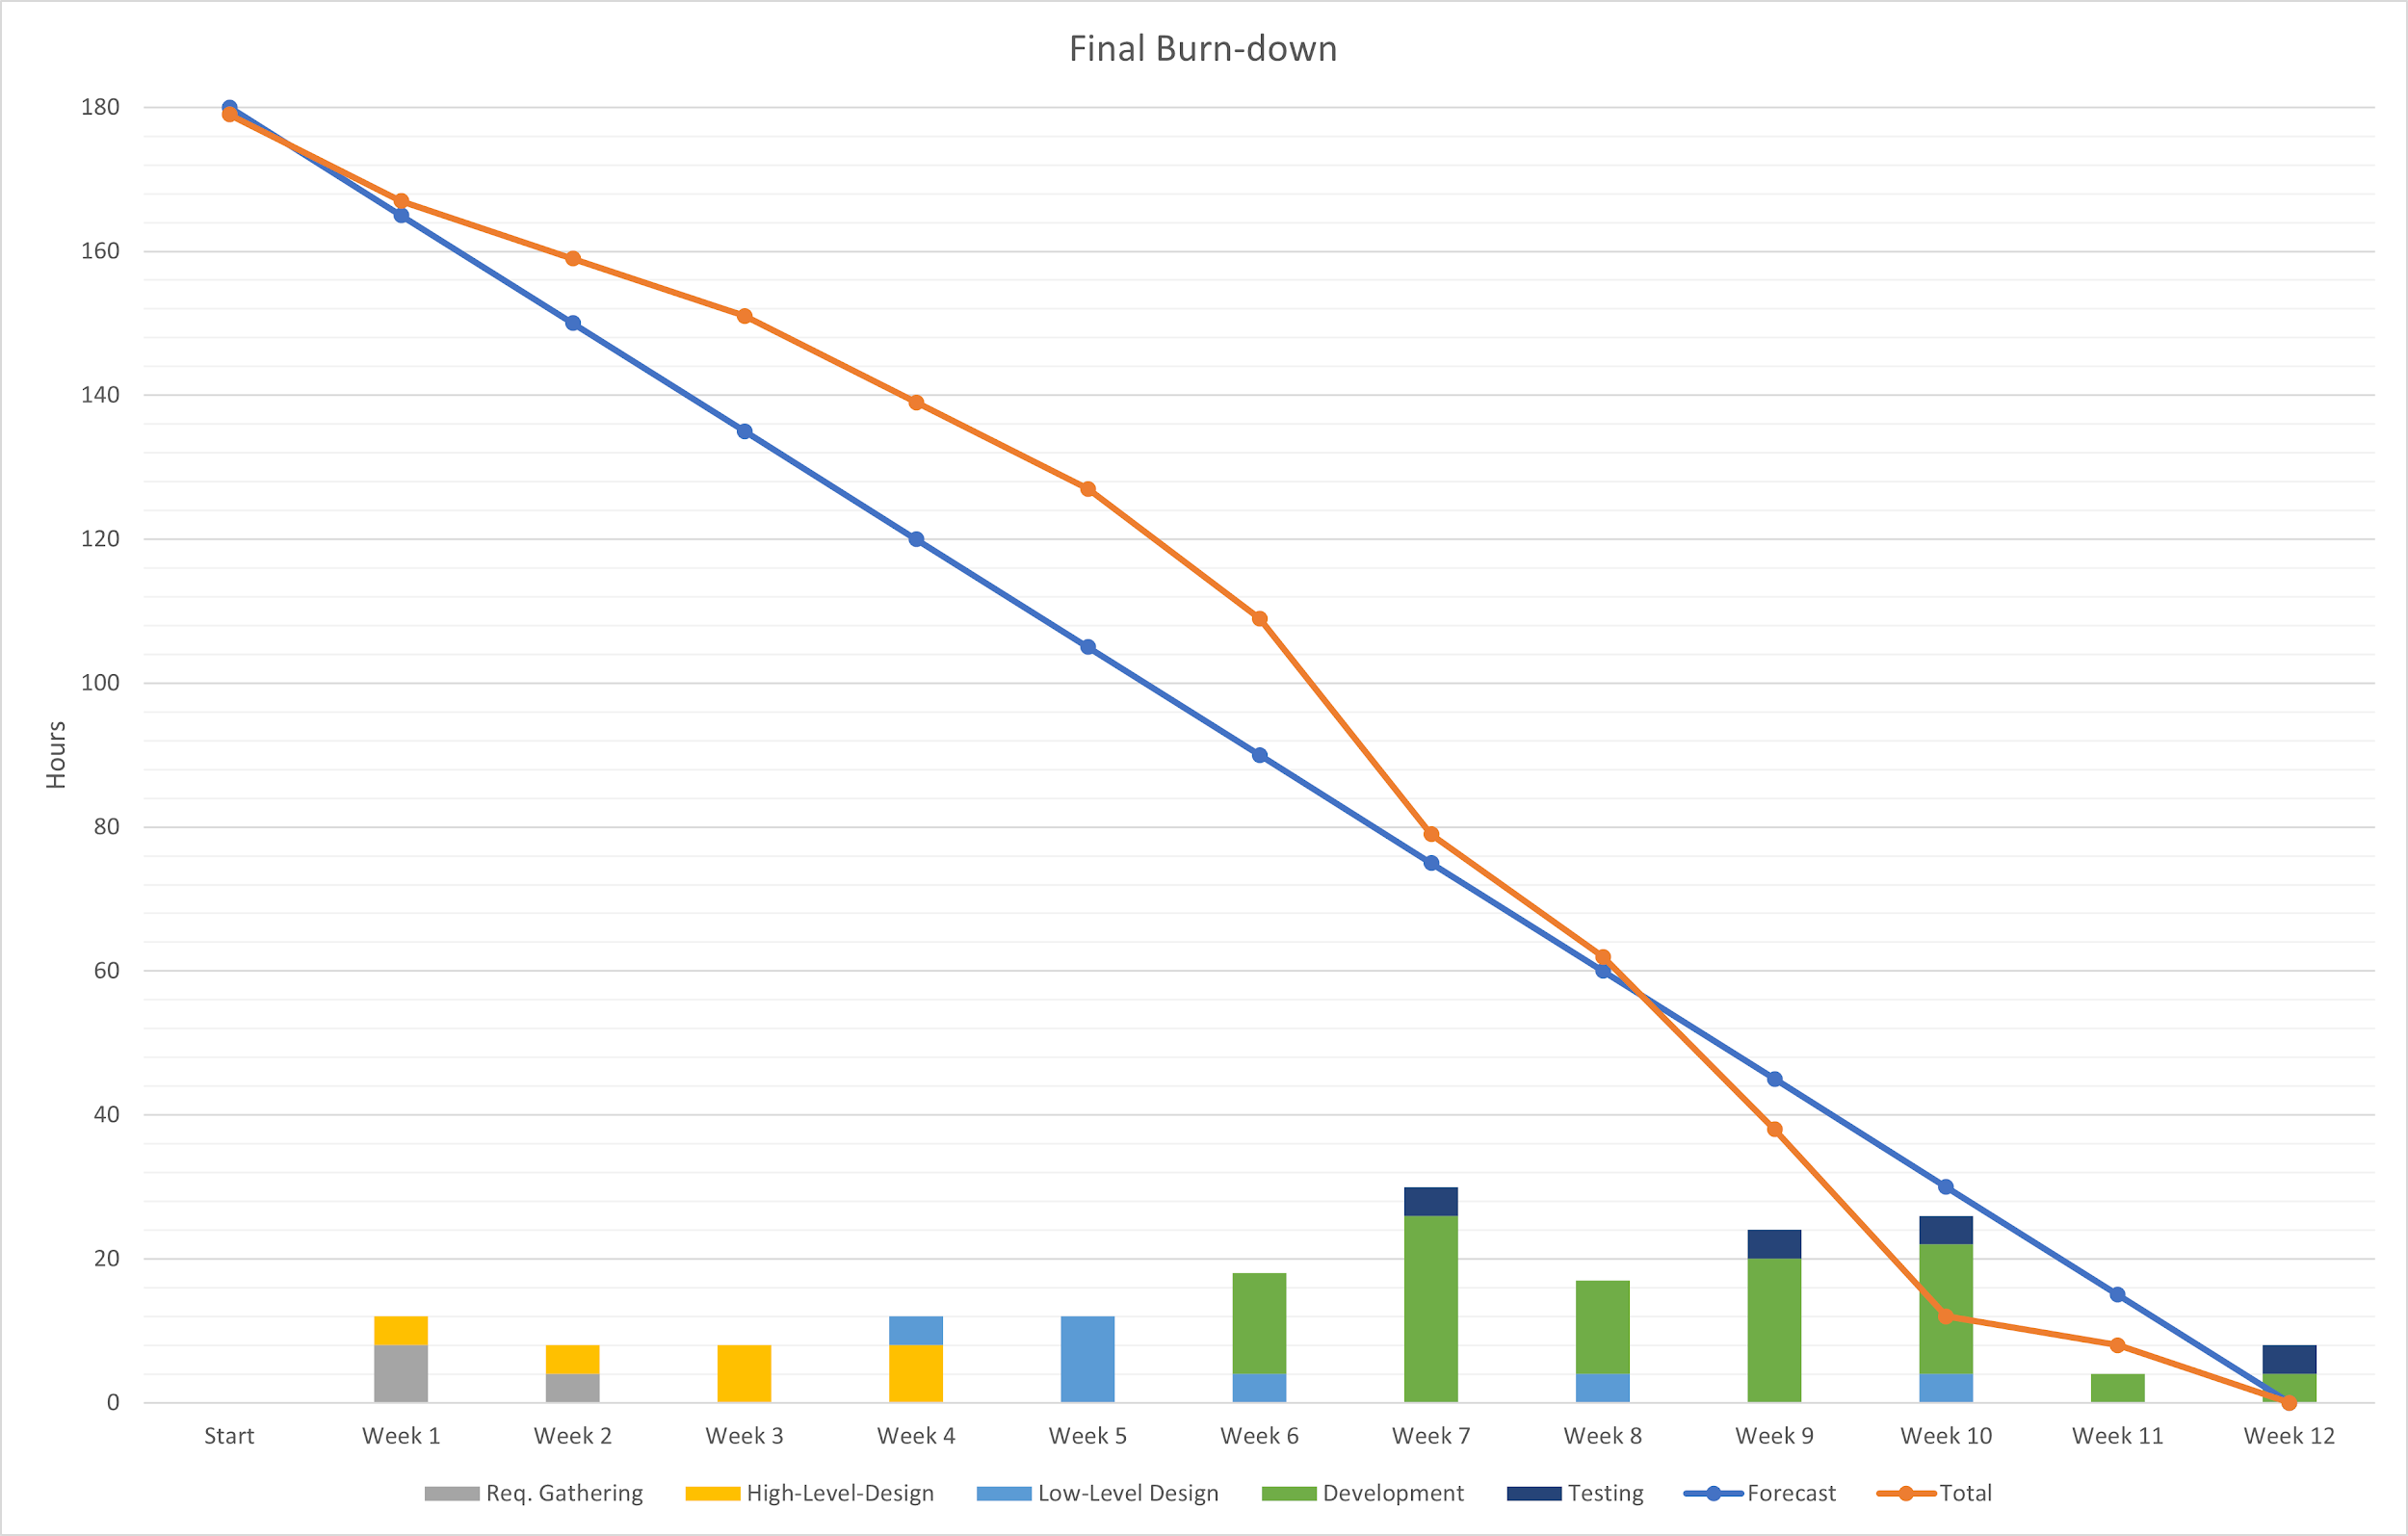 Final Burn-down
180
160
140
120
100
80
60
40
20
0
Hours
Start Week 1 Week 2 Week 3 Week 4 Week 5 Week 6 Week 7 Week 8 Week 9 Week 10 Week 11 Week 12
Req. Gathering High-Level-Design Low-Level Design Development Testing Forecast Total